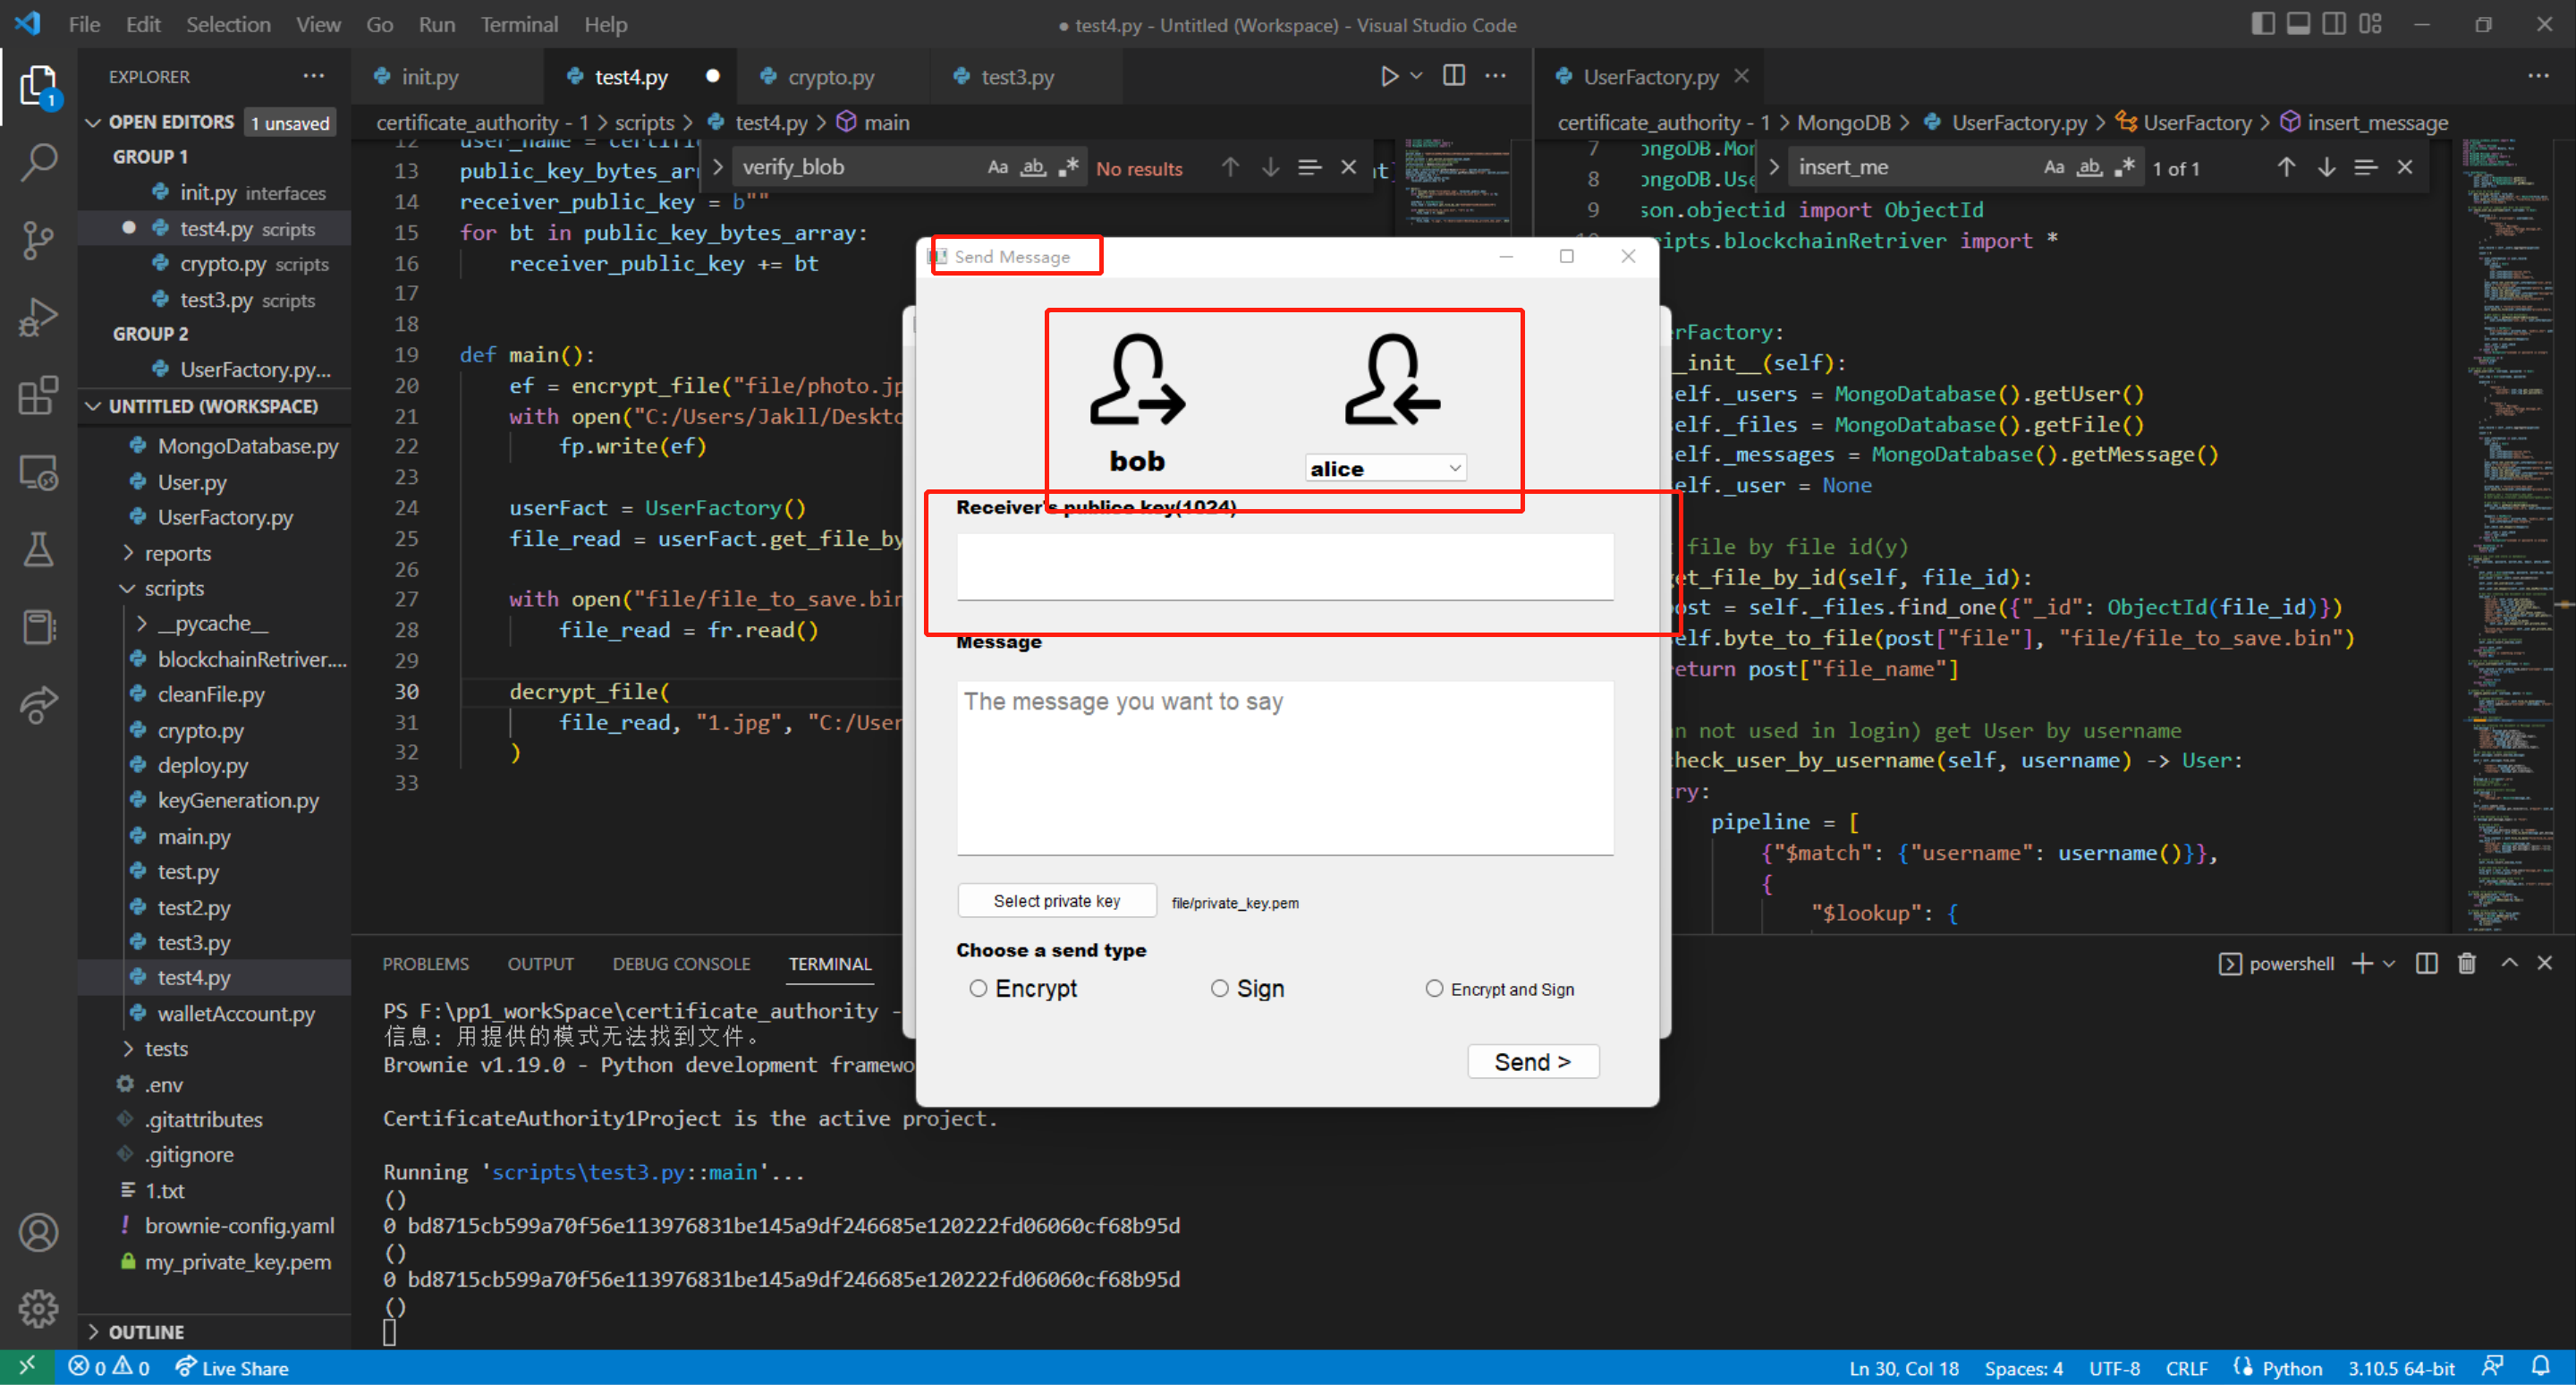 File Edit Selection View Go Run Terminal Help
● test4.py - Untitled (Workspace) - Visual Studio Code
EXPLORER
OPEN EDITORS 1 unsaved
GROUP 1
init.py interfaces
test4.py scripts
crypto.py scripts
test3.py scripts
GROUP 2
UserFactory.py...
UNTITLED (WORKSPACE)
MongoDatabase.py
User.py
UserFactory.py
reports
scripts
__pycache__
blockchainRetriver....
cleanFile.py
crypto.py
deploy.py
keyGeneration.py
main.py
test.py
test2.py
test3.py
test4.py
walletAccount.py
tests
.env
.gitattributes
.gitignore
1.txt
brownie-config.yaml
my_private_key.pem
OUTLINE
init.py test4.py crypto.py test3.py
certificate_authority - 1 > scripts > test4.py > main
verify_blob Aa ab No results
12 user_name = certifi
13 public_key_bytes_arr
14 receiver_public_key = b""
15 for bt in public_key_bytes_array:
16 receiver_public_key += bt
17
18
19 def main():
20 ef = encrypt_file("file/photo.jp
21 with open("C:/Users/Jakll/Deskto
22 fp.write(ef)
23
24 userFact = UserFactory()
25 file_read = userFact.get_file_by
26
27 with open("file/file_to_save.bin
28 file_read = fr.read()
29
30 decrypt_file(
31 file_read, "1.jpg", "C:/User
32 )
33
UserFactory.py
certificate_authority - 1 > MongoDB > UserFactory.py > UserFactory > insert_message
insert_me Aa ab 1 of 1
7 ongoDB.Mon
8 ongoDB.Use
9 son.objectid import ObjectId
ripts.blockchainRetriver import *
erFactory:
_init__(self):
elf._users = MongoDatabase().getUser()
elf._files = MongoDatabase().getFile()
elf._messages = MongoDatabase().getMessage()
elf._user = None
file by file id(y)
get_file_by_id(self, file_id):
ost = self._files.find_one({"_id": ObjectId(file_id)})
elf.byte_to_file(post["file"], "file/file_to_save.bin")
eturn post["file_name"]
n not used in login) get User by username
heck_user_by_username(self, username) -> User:
ry:
pipeline = [
{"$match": {"username": username()}},
{
"$lookup": {
Send Message
bob
alice
Receiver's publice key(1024)
Message
The message you want to say
Select private key file/private_key.pem
Choose a send type
Encrypt Sign Encrypt and Sign
Send >
PROBLEMS OUTPUT DEBUG CONSOLE TERMINAL
powershell
PS F:\pp1_workSpace\certificate_authority -
信息: 用提供的模式无法找到文件。
Brownie v1.19.0 - Python development framewo
CertificateAuthority1Project is the active project.
Running 'scripts\test3.py::main'...
()
0 bd8715cb599a70f56e113976831be145a9df246685e120222fd06060cf68b95d
()
0 bd8715cb599a70f56e113976831be145a9df246685e120222fd06060cf68b95d
()
0 0 Live Share
Ln 30, Col 18 Spaces: 4 UTF-8 CRLF Python 3.10.5 64-bit